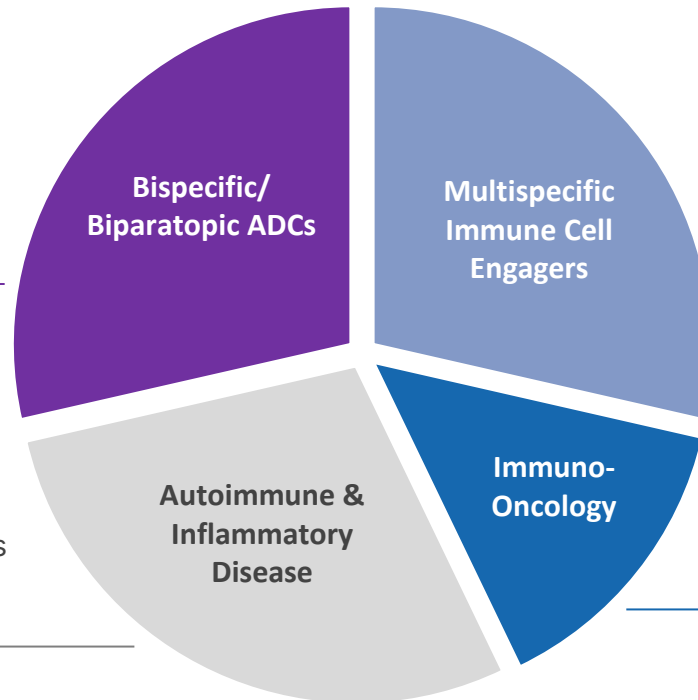 Bispecific/
Biparatopic ADCs
Multispecific
Immune Cell
Engagers
Immuno-
Oncology
Autoimmune &
Inflammatory
Disease
s